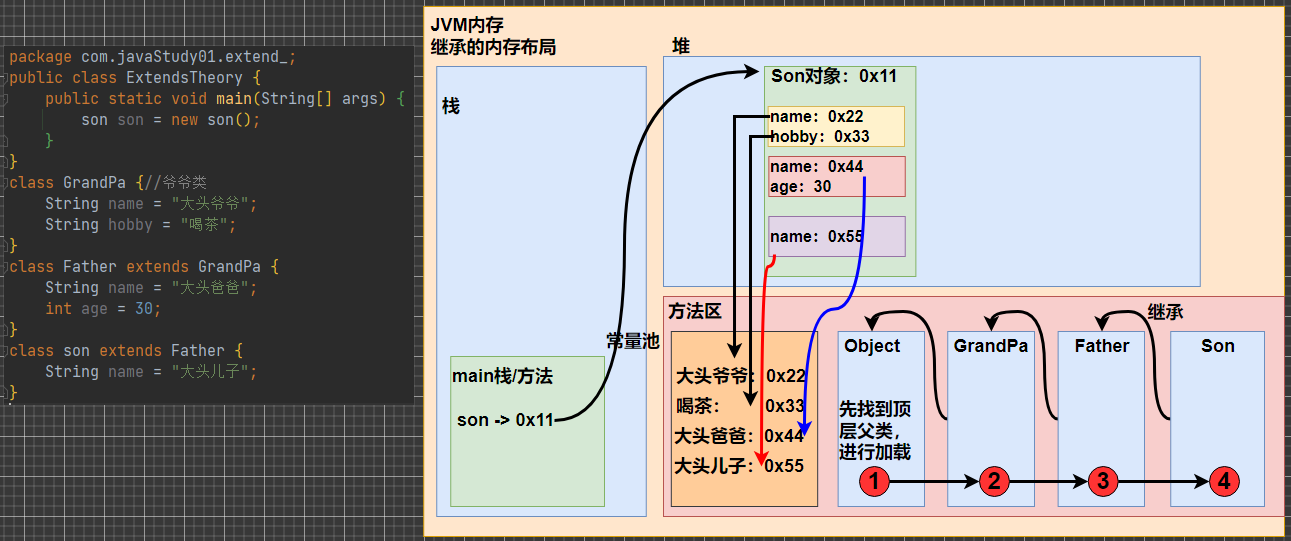 package com.javaStudy01.extend_;
public class ExtendsTheory {
    public static void main(String[] args) {
        son son = new son();
    }
}
class GrandPa {//爷爷类
    String name = "大头爷爷";
    String hobby = "喝茶";
}
class Father extends GrandPa {
    String name = "大头爸爸";
    int age = 30;
}
class son extends Father {
    String name = "大头儿子";
}
JVM内存
继承的内存布局
栈
main栈/方法
son -> 0x11
堆
Son对象：0x11
name：0x22
hobby：0x33
name：0x44
age：30
name：0x55
方法区
常量池
大头爷爷：0x22
喝茶：0x33
大头爸爸：0x44
大头儿子：0x55
继承
Object
GrandPa
Father
Son
先找到顶
层父类，
进行加载
1
2
3
4